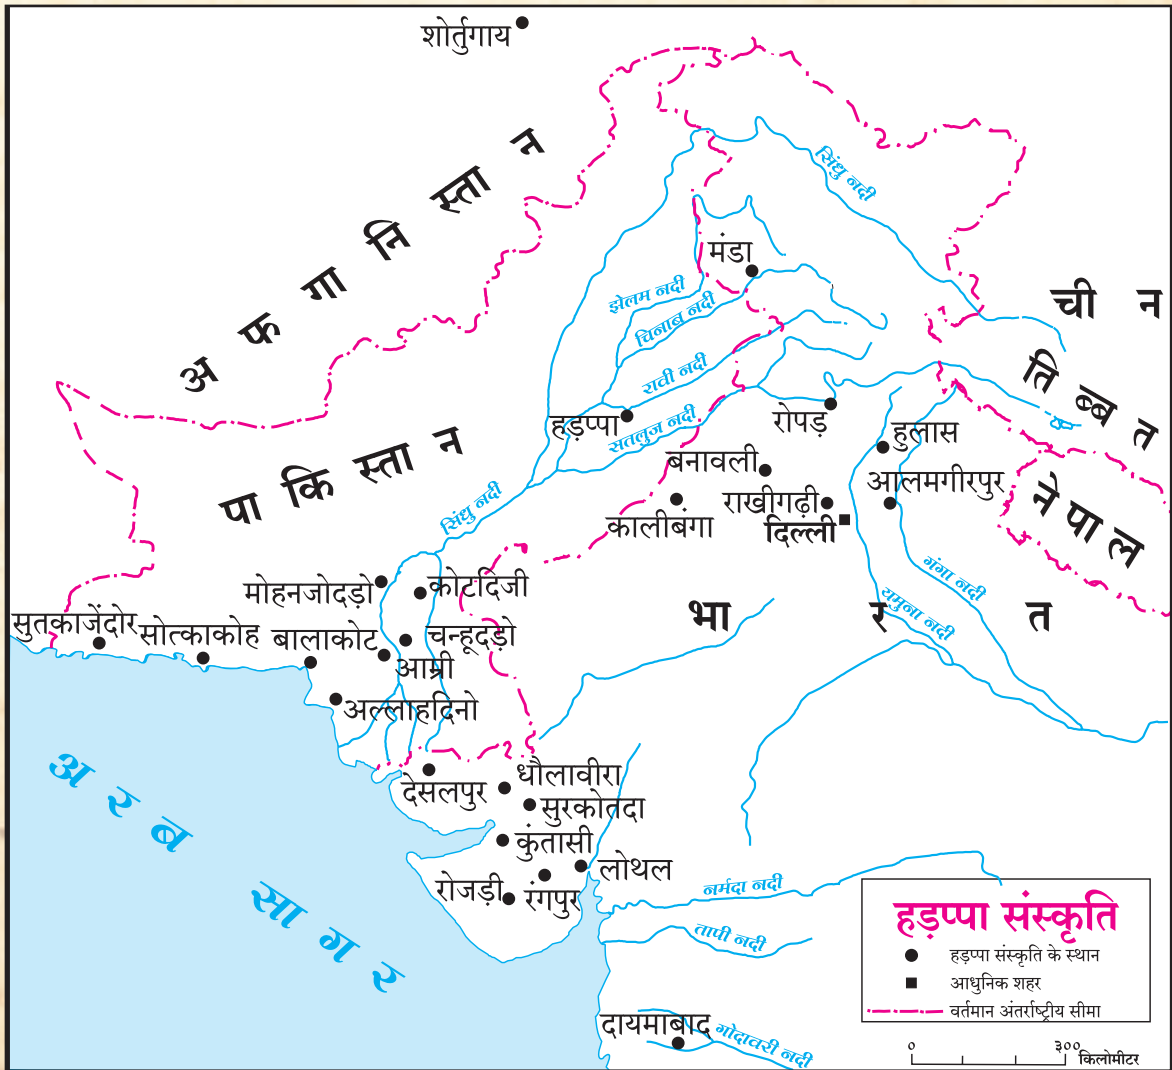 शोर्तुगाय
अफगानिस्तान
सिंधु नदी
मंडा
झेलम नदी
चिनाब नदी
चीन
रावी नदी
तिब्बत
हड़प्पा
सतलुज नदी
रोपड़
हुलास
पाकिस्तान
बनावली
आलमगीरपुर
सिंधु नदी
कालीबंगा
राखीगढ़ी
दिल्ली
नेपाल
मोहनजोदड़ो
कोटदिजी
गंगा नदी
यमुना नदी
भारत
सुतकाजेंदोर
सोत्काकोह
बालाकोट
चन्हूदड़ो
आम्री
अल्लाहदिनो
अरब सागर
देसलपुर
धौलावीरा
सुरकोतदा
कुंतासी
लोथल
रोजड़ी
रंगपुर
नर्मदा नदी
तापी नदी
हड़प्पा संस्कृति
हड़प्पा संस्कृति के स्थान
आधुनिक शहर
वर्तमान अंतर्राष्ट्रीय सीमा
दायमाबाद
गोदावरी नदी
० ३०० किलोमीटर